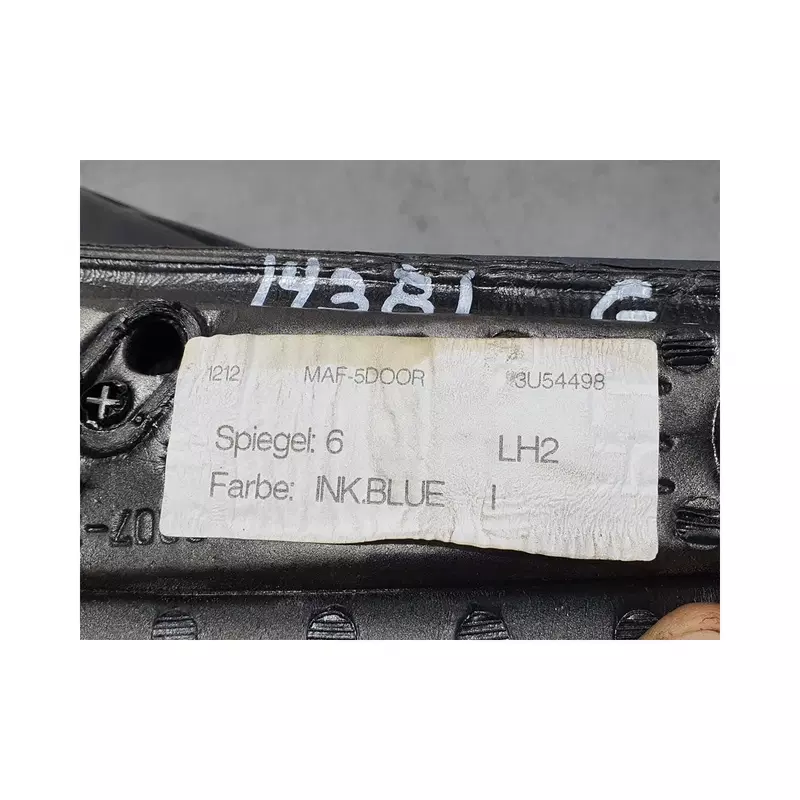 14381 G
1212 MAF-5DOOR 3U54498
Spiegel: 6 LH2
Farbe: INK.BLUE I